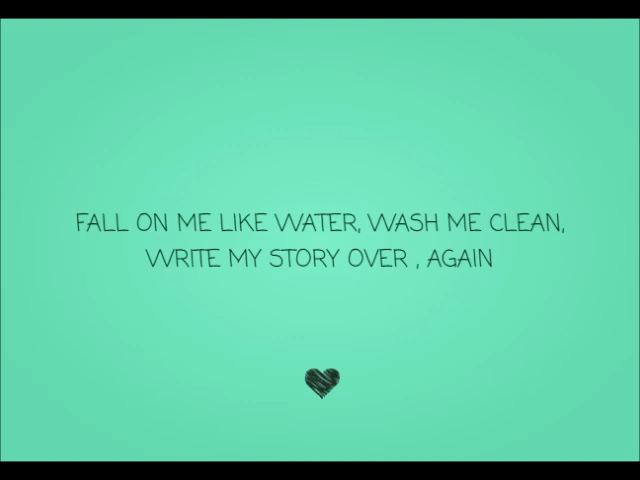 FALL ON ME LIKE WATER, WASH ME CLEAN,
WRITE MY STORY OVER , AGAIN